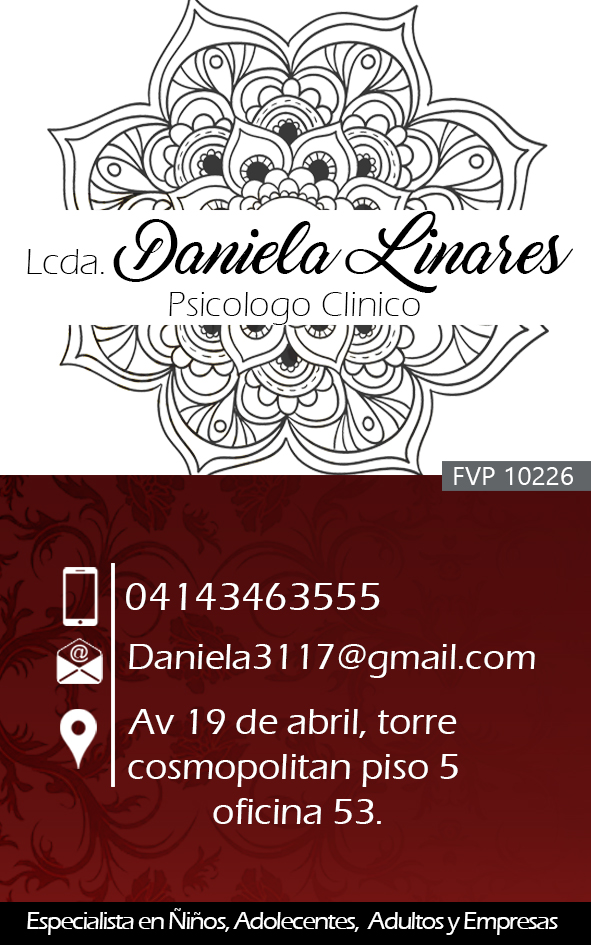 Lcda. Daniela Linares
Psicologo Clinico
FVP 10226
04143463555
Daniela3117@gmail.com
Av 19 de abril, torre
cosmopolitan piso 5
oficina 53.
Especialista en Ñiños, Adolecentes, Adultos y Empresas